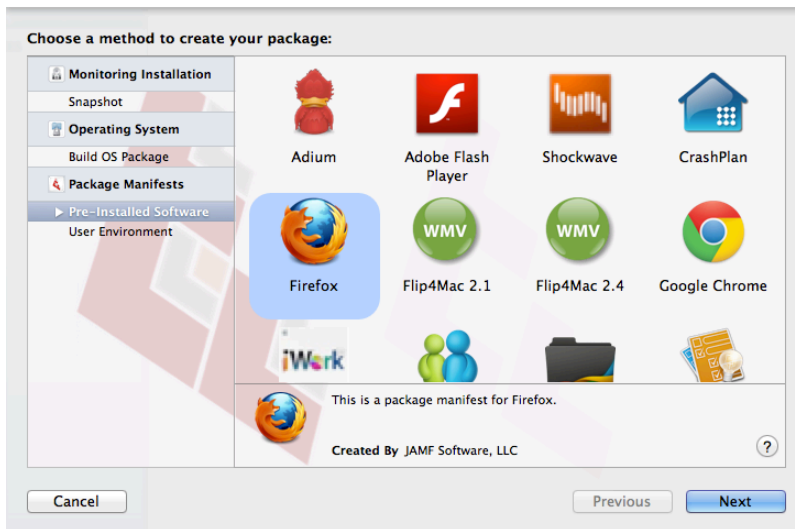 Choose a method to create your package:
Monitoring Installation
Snapshot
Operating System
Build OS Package
Package Manifests
Pre-Installed Software
User Environment
Adium
Adobe Flash
Player
Shockwave
CrashPlan
WMV
WMV
Firefox
Flip4Mac 2.1
Flip4Mac 2.4
Google Chrome
iWork
This is a package manifest for Firefox.
Created By JAMF Software, LLC
?
Cancel
Previous
Next